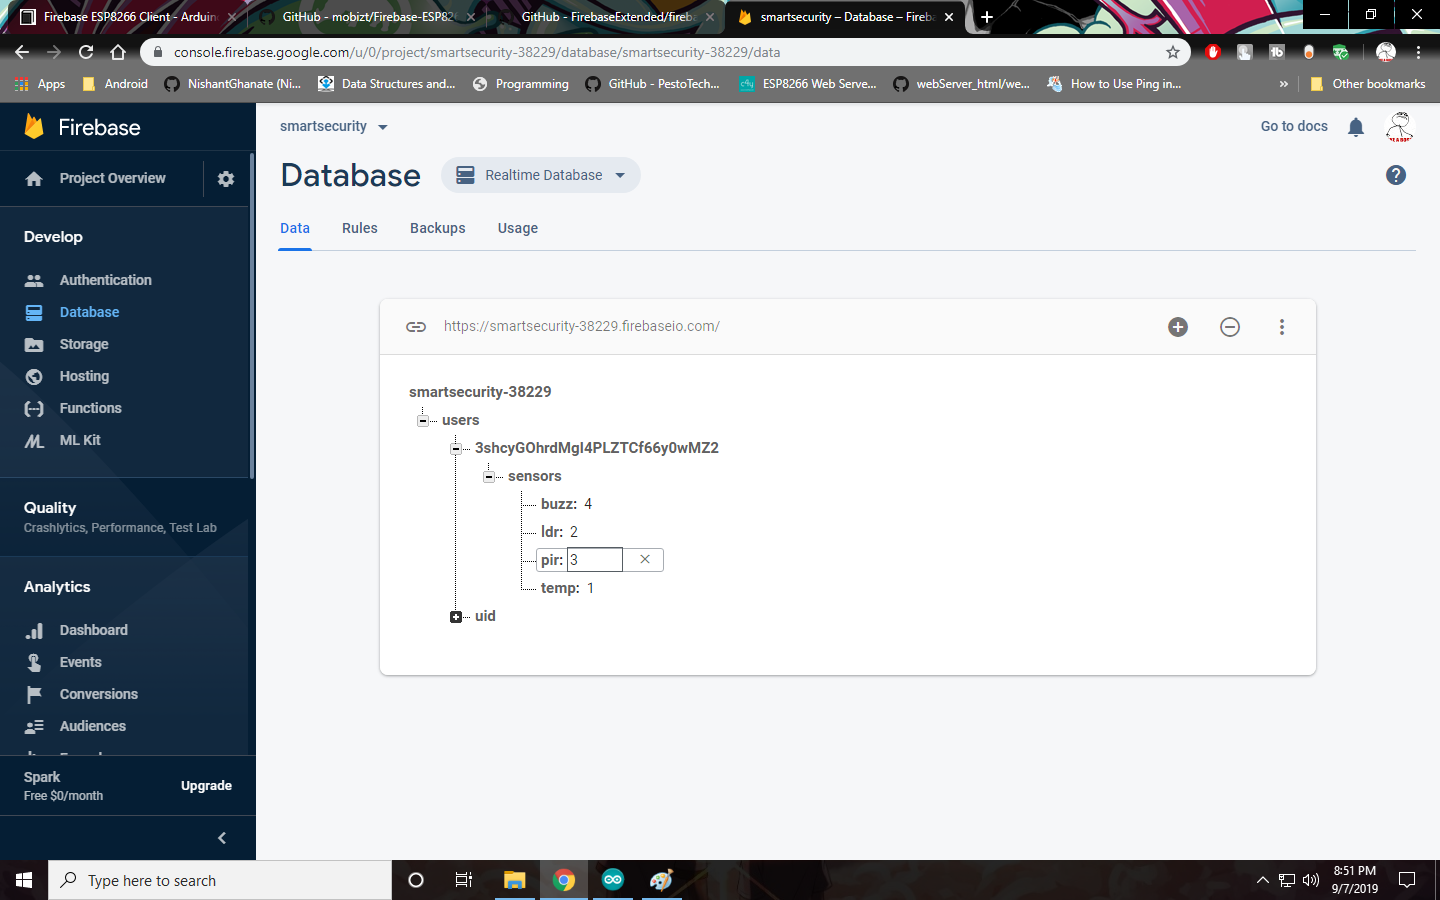 Firebase ESP8266 Client - Arduin
GitHub - mobizt/Firebase-ESP826
GitHub - FirebaseExtended/fireba
smartsecurity – Database – Fireba
console.firebase.google.com/u/0/project/smartsecurity-38229/database/smartsecurity-38229/data
Apps
Android
NishantGhanate (Ni...
Data Structures and...
Programming
GitHub - PestoTech...
ESP8266 Web Serve...
webServer_html/we...
How to Use Ping in...
»
Other bookmarks
Firebase
smartsecurity
Go to docs
Project Overview
Database
Realtime Database
Data
Rules
Backups
Usage
Develop
Authentication
Database
Storage
Hosting
Functions
ML Kit
Quality
Crashlytics, Performance, Test Lab
Analytics
Dashboard
Events
Conversions
Audiences
Spark
Free $0/month
Upgrade
https://smartsecurity-38229.firebaseio.com/
smartsecurity-38229
users
3shcyGOhrdMgI4PLZTCf66y0wMZ2
sensors
buzz: 4
ldr: 2
pir: 3
temp: 1
uid
Type here to search
8:51 PM
9/7/2019